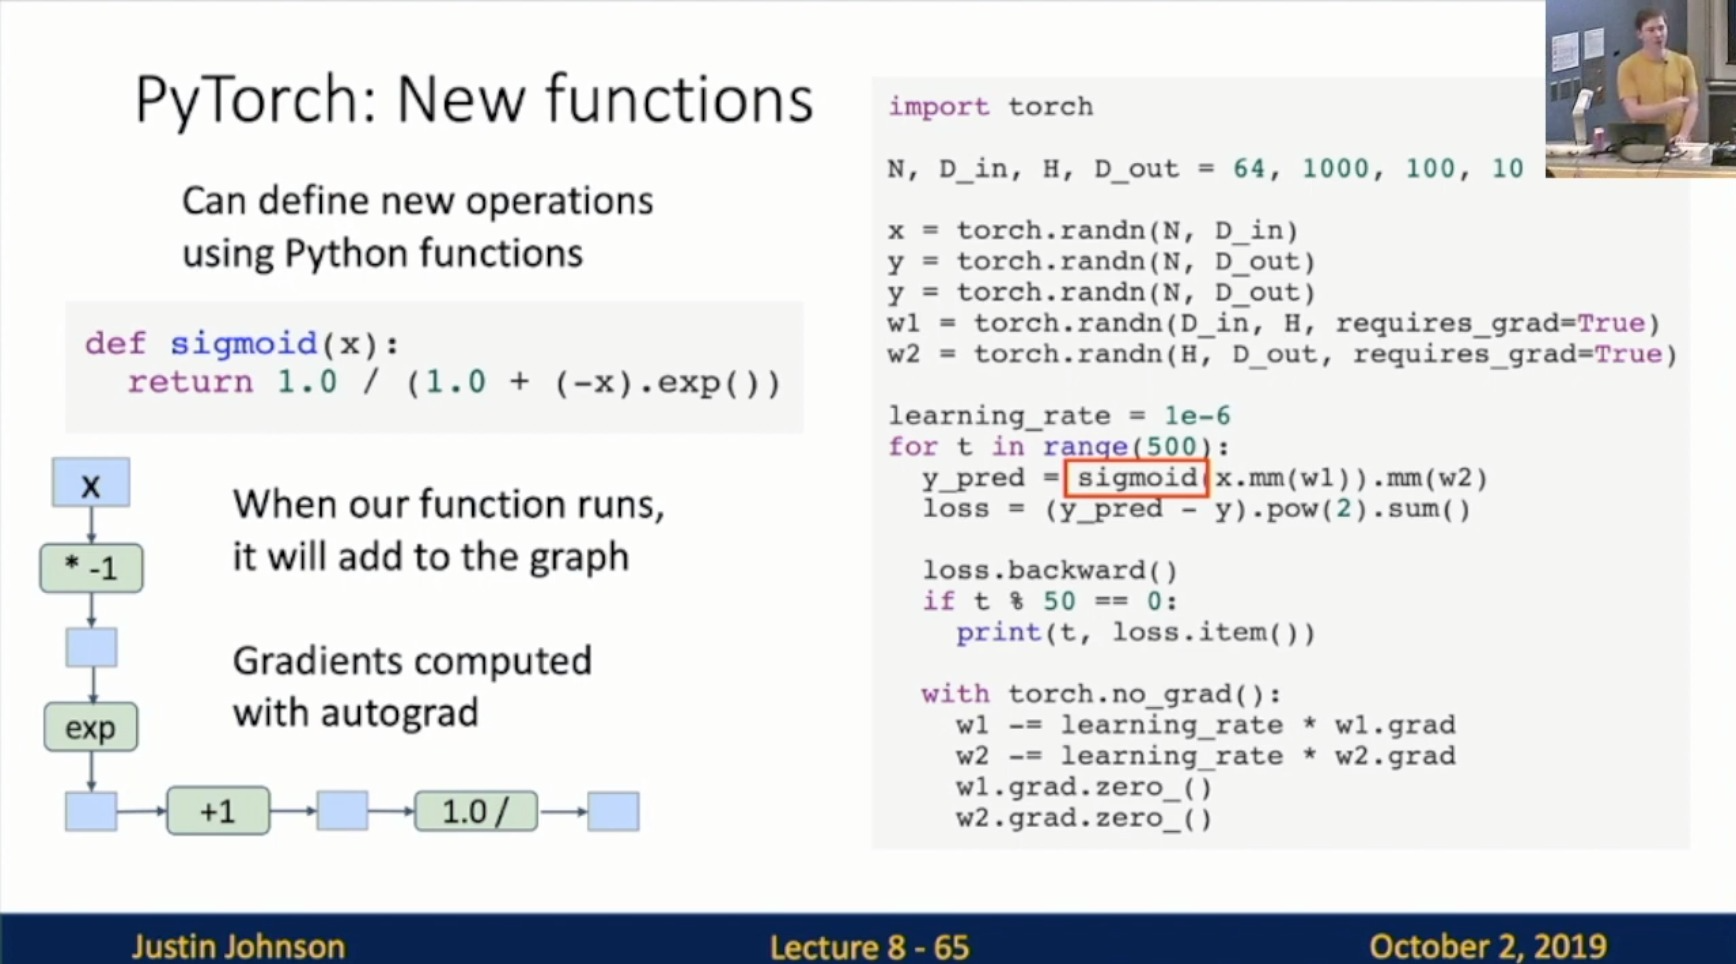 PyTorch: New functions
Can define new operations
using Python functions
def sigmoid(x):
  return 1.0 / (1.0 + (-x).exp())
x
* -1
exp
+1
1.0 /
When our function runs,
it will add to the graph
Gradients computed
with autograd
import torch
N, D_in, H, D_out = 64, 1000, 100, 10
x = torch.randn(N, D_in)
y = torch.randn(N, D_out)
y = torch.randn(N, D_out)
w1 = torch.randn(D_in, H, requires_grad=True)
w2 = torch.randn(H, D_out, requires_grad=True)
learning_rate = 1e-6
for t in range(500):
  y_pred = sigmoid(x.mm(w1)).mm(w2)
  loss = (y_pred - y).pow(2).sum()
  loss.backward()
  if t % 50 == 0:
    print(t, loss.item())
  with torch.no_grad():
    w1 -= learning_rate * w1.grad
    w2 -= learning_rate * w2.grad
    w1.grad.zero_()
    w2.grad.zero_()
Justin Johnson
Lecture 8 - 65
October 2, 2019